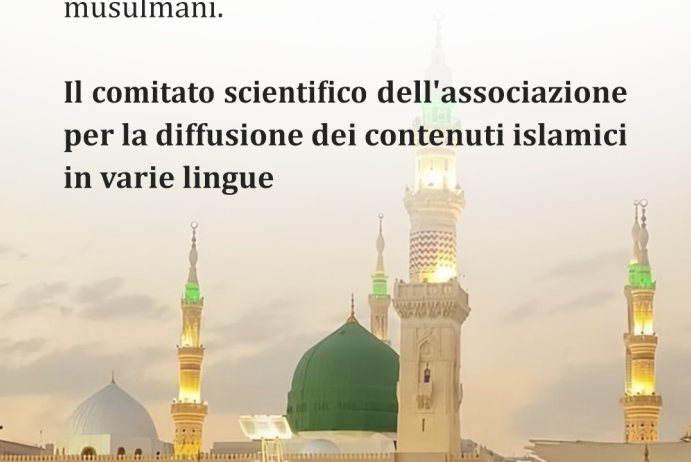 musulmani.
Il comitato scientifico dell'associazione
per la diffusione dei contenuti islamici
in varie lingue